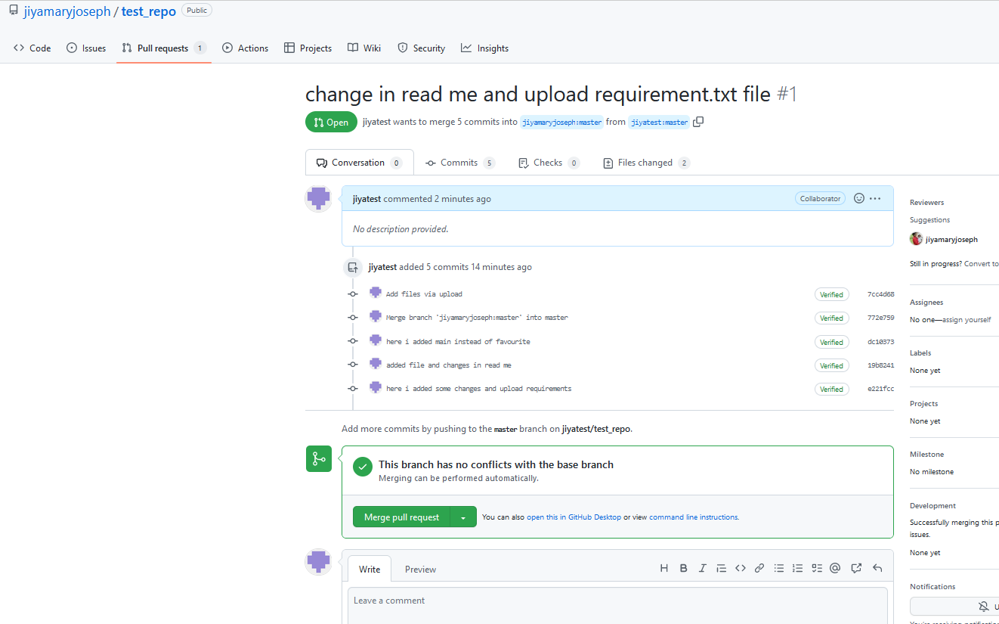 jiyamaryjoseph / test_repo Public
Code Issues Pull requests 1 Actions Projects Wiki Security Insights
change in read me and upload requirement.txt file #1
Open jiyatest wants to merge 5 commits into jiyamaryjoseph:master from jiyatest:master
Conversation 0 Commits 5 Checks 0 Files changed 2
jiyatest commented 2 minutes ago Collaborator
No description provided.
jiyatest added 5 commits 14 minutes ago
Add files via upload Verified 7cc4d68
Merge branch 'jiyamaryjoseph:master' into master Verified 772e759
here i added main instead of favourite Verified dc10373
added file and changes in read me Verified 19b8241
here i added some changes and upload requirements Verified e221fcc
Add more commits by pushing to the master branch on jiyatest/test_repo.
This branch has no conflicts with the base branch
Merging can be performed automatically.
Merge pull request You can also open this in GitHub Desktop or view command line instructions.
Write Preview
Leave a comment
Reviewers
Suggestions
jiyamaryjoseph
Still in progress? Convert to
Assignees
No one—assign yourself
Labels
None yet
Projects
None yet
Milestone
No milestone
Development
Successfully merging this p
issues.
None yet
Notifications
U